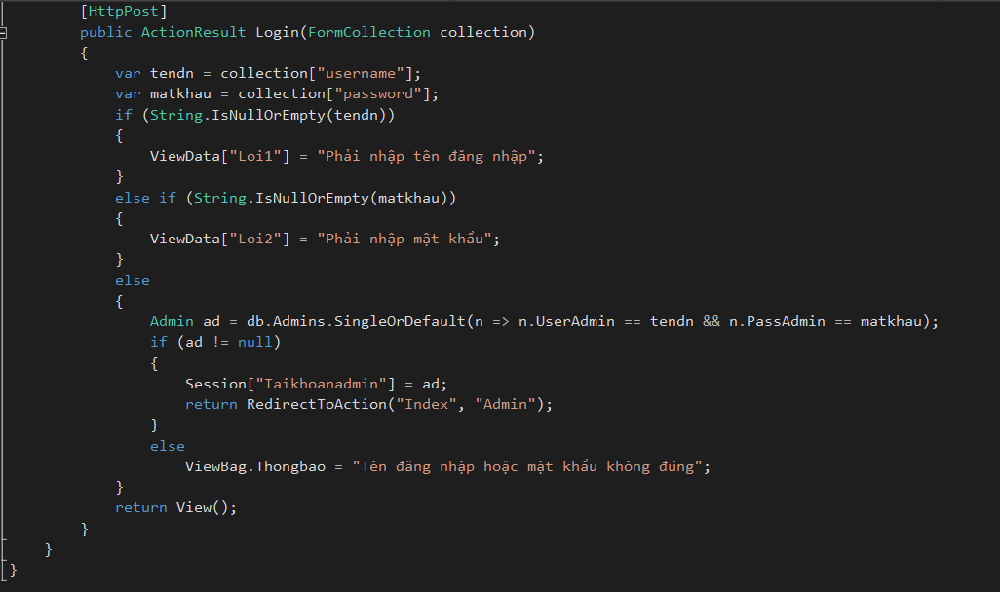 [HttpPost]
public ActionResult Login(FormCollection collection)
{
var tendn = collection["username"];
var matkhau = collection["password"];
if (String.IsNullOrEmpty(tendn))
{
ViewData["Loi1"] = "Phải nhập tên đăng nhập";
}
else if (String.IsNullOrEmpty(matkhau))
{
ViewData["Loi2"] = "Phải nhập mật khẩu";
}
else
{
Admin ad = db.Admins.SingleOrDefault(n => n.UserAdmin == tendn && n.PassAdmin == matkhau);
if (ad != null)
{
Session["Taikhoanadmin"] = ad;
return RedirectToAction("Index", "Admin");
}
else
ViewBag.Thongbao = "Tên đăng nhập hoặc mật khẩu không đúng";
}
return View();
}
}
}